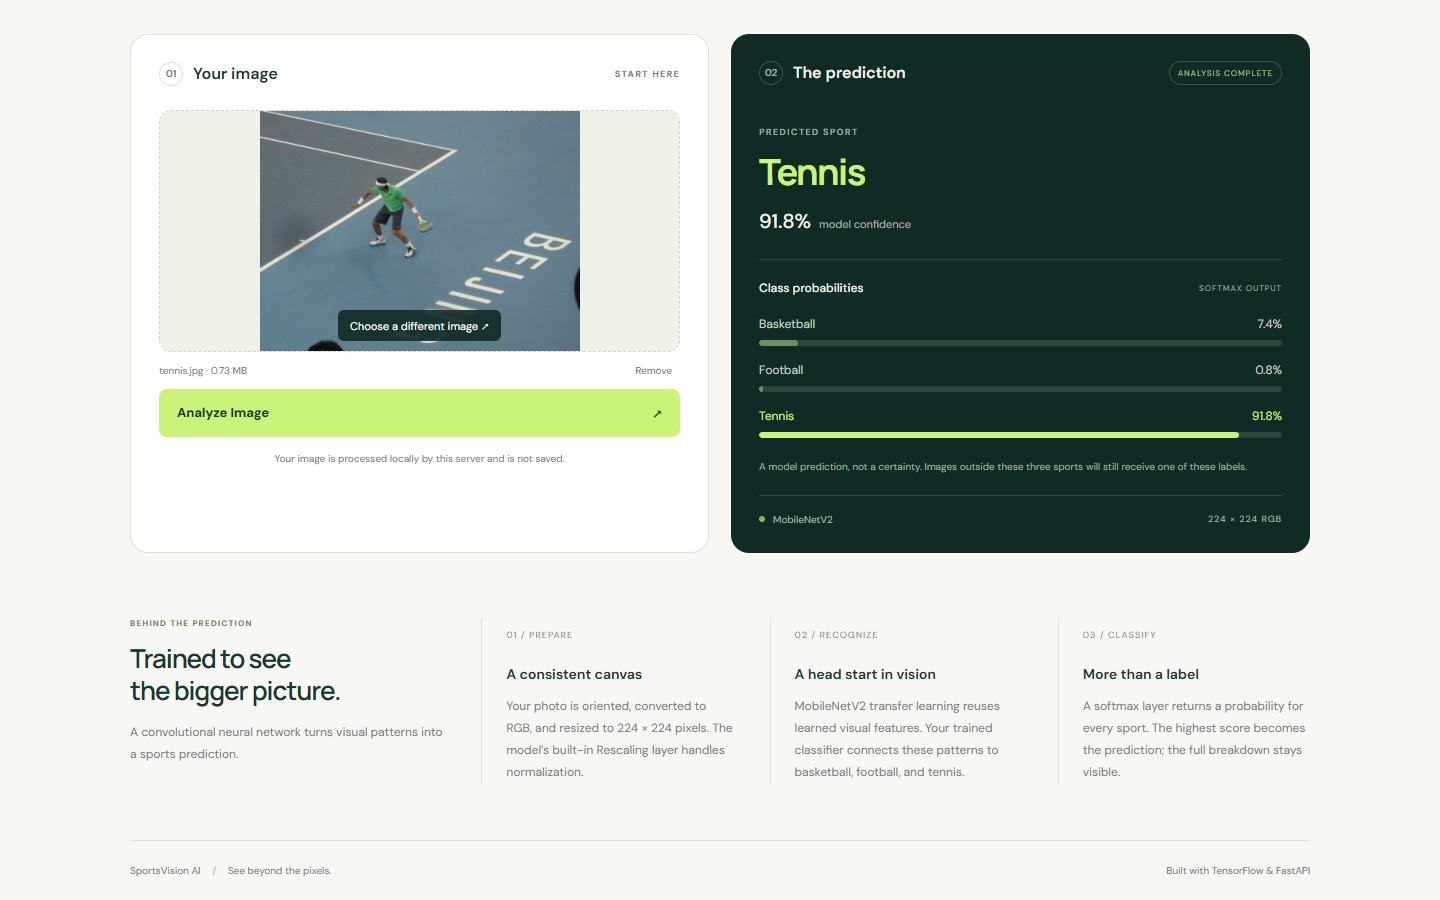 01 Your image
START HERE
BEIJIN
Choose a different image ↗
tennis.jpg · 0.73 MB
Remove
Analyze Image ↗
Your image is processed locally by this server and is not saved.
02 The prediction
ANALYSIS COMPLETE
PREDICTED SPORT
Tennis
91.8% model confidence
Class probabilities
SOFTMAX OUTPUT
Basketball 7.4%
Football 0.8%
Tennis 91.8%
A model prediction, not a certainty. Images outside these three sports will still receive one of these labels.
MobileNetV2
224 × 224 RGB
BEHIND THE PREDICTION
Trained to see
the bigger picture.
A convolutional neural network turns visual patterns into
a sports prediction.
01 / PREPARE
A consistent canvas
Your photo is oriented, converted to
RGB, and resized to 224 × 224 pixels. The
model’s built-in Rescaling layer handles
normalization.
02 / RECOGNIZE
A head start in vision
MobileNetV2 transfer learning reuses
learned visual features. Your trained
classifier connects these patterns to
basketball, football, and tennis.
03 / CLASSIFY
More than a label
A softmax layer returns a probability for
every sport. The highest score becomes
the prediction; the full breakdown stays
visible.
SportsVision AI / See beyond the pixels.
Built with TensorFlow & FastAPI